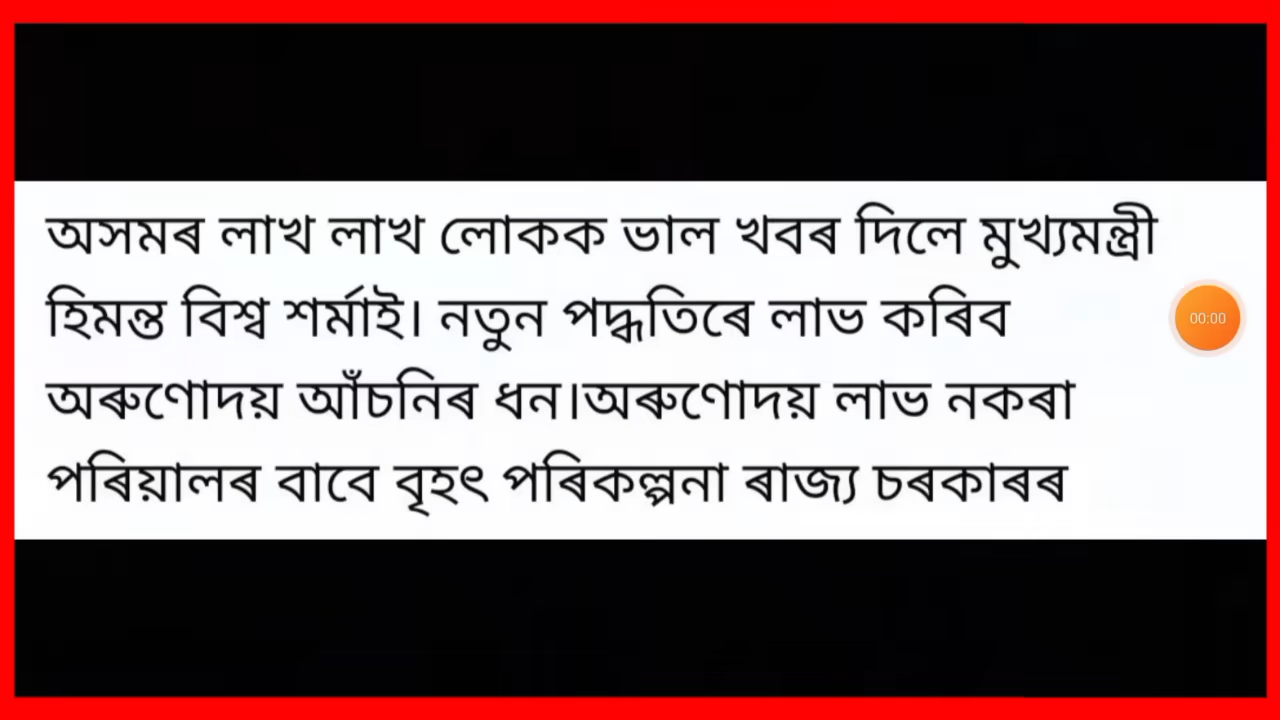 অসমৰ লাখ লাখ লোকক ভাল খবৰ দিলে মুখ্যমন্ত্ৰী
হিমন্ত বিশ্ব শৰ্মাই। নতুন পদ্ধতিৰে লাভ কৰিব
অৰুণোদয় আঁচনিৰ ধন।অৰুণোদয় লাভ নকৰা
পৰিয়ালৰ বাবে বৃহৎ পৰিকল্পনা ৰাজ্য চৰকাৰৰ
00:00